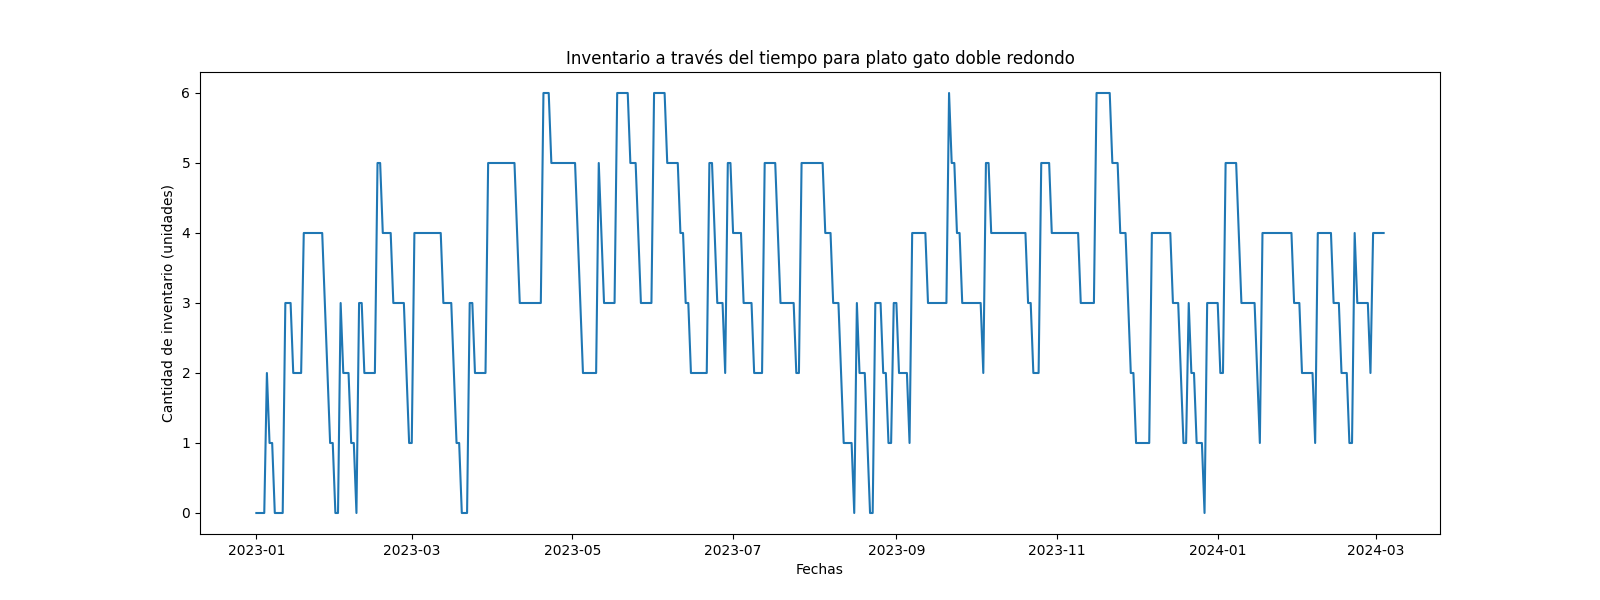 Inventario a través del tiempo para plato gato doble redondo
Cantidad de inventario (unidades)
6
5
4
3
2
1
0
2023-01 2023-03 2023-05 2023-07 2023-09 2023-11 2024-01 2024-03
Fechas